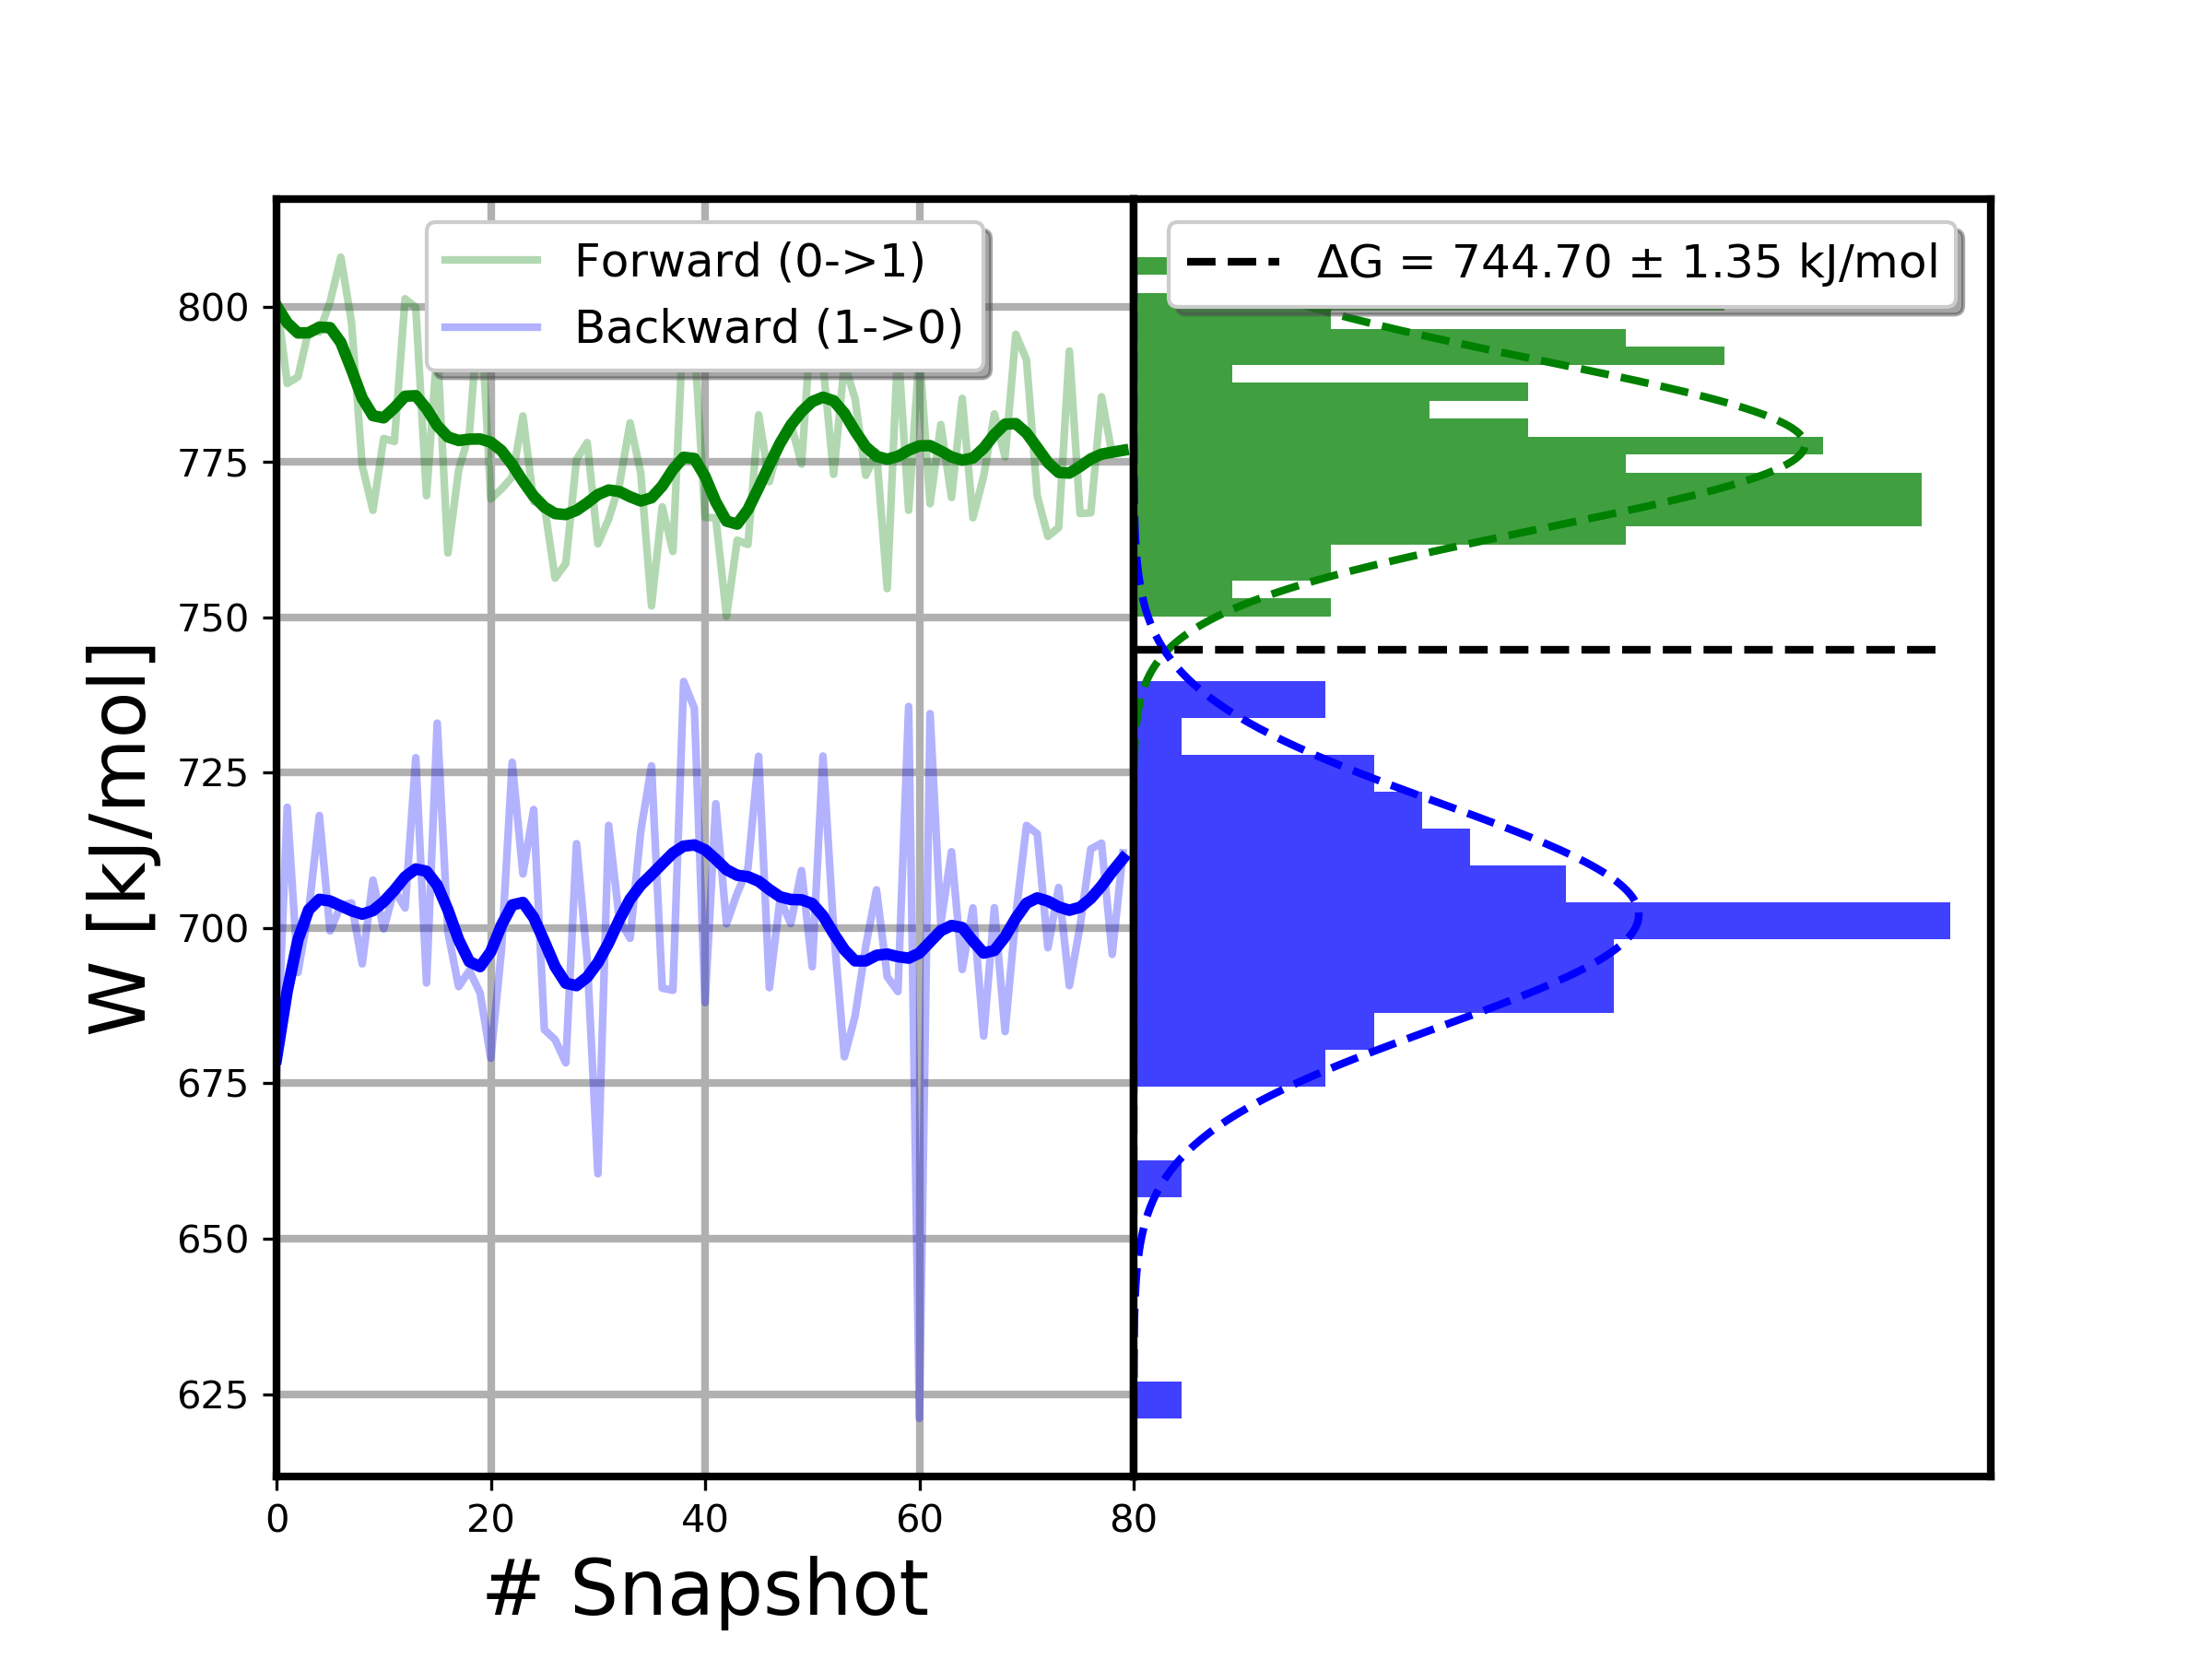 Forward (0->1)
Backward (1->0)
ΔG = 744.70 ± 1.35 kJ/mol
800
775
750
725
700
675
650
625
W [kJ/mol]
0 20 40 60 80
# Snapshot